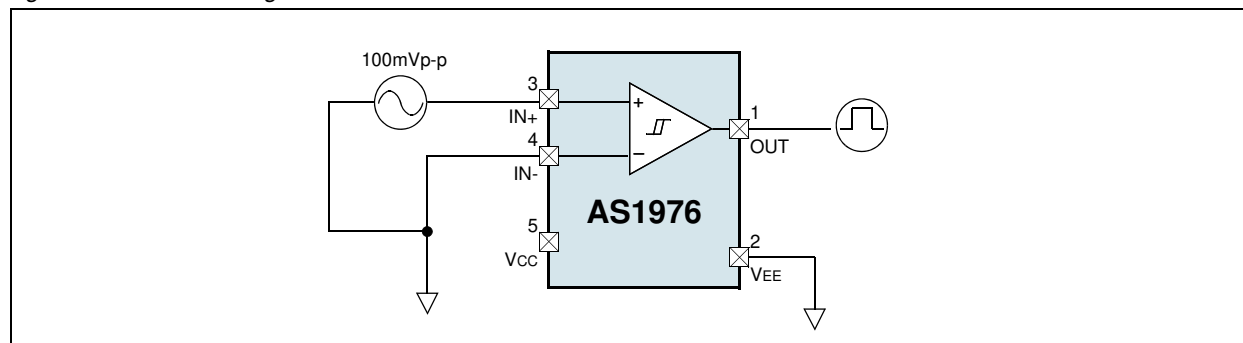 100mVp-p
3
IN+
4
IN-
5
VCC
+
−
AS1976
1
OUT
2
VEE